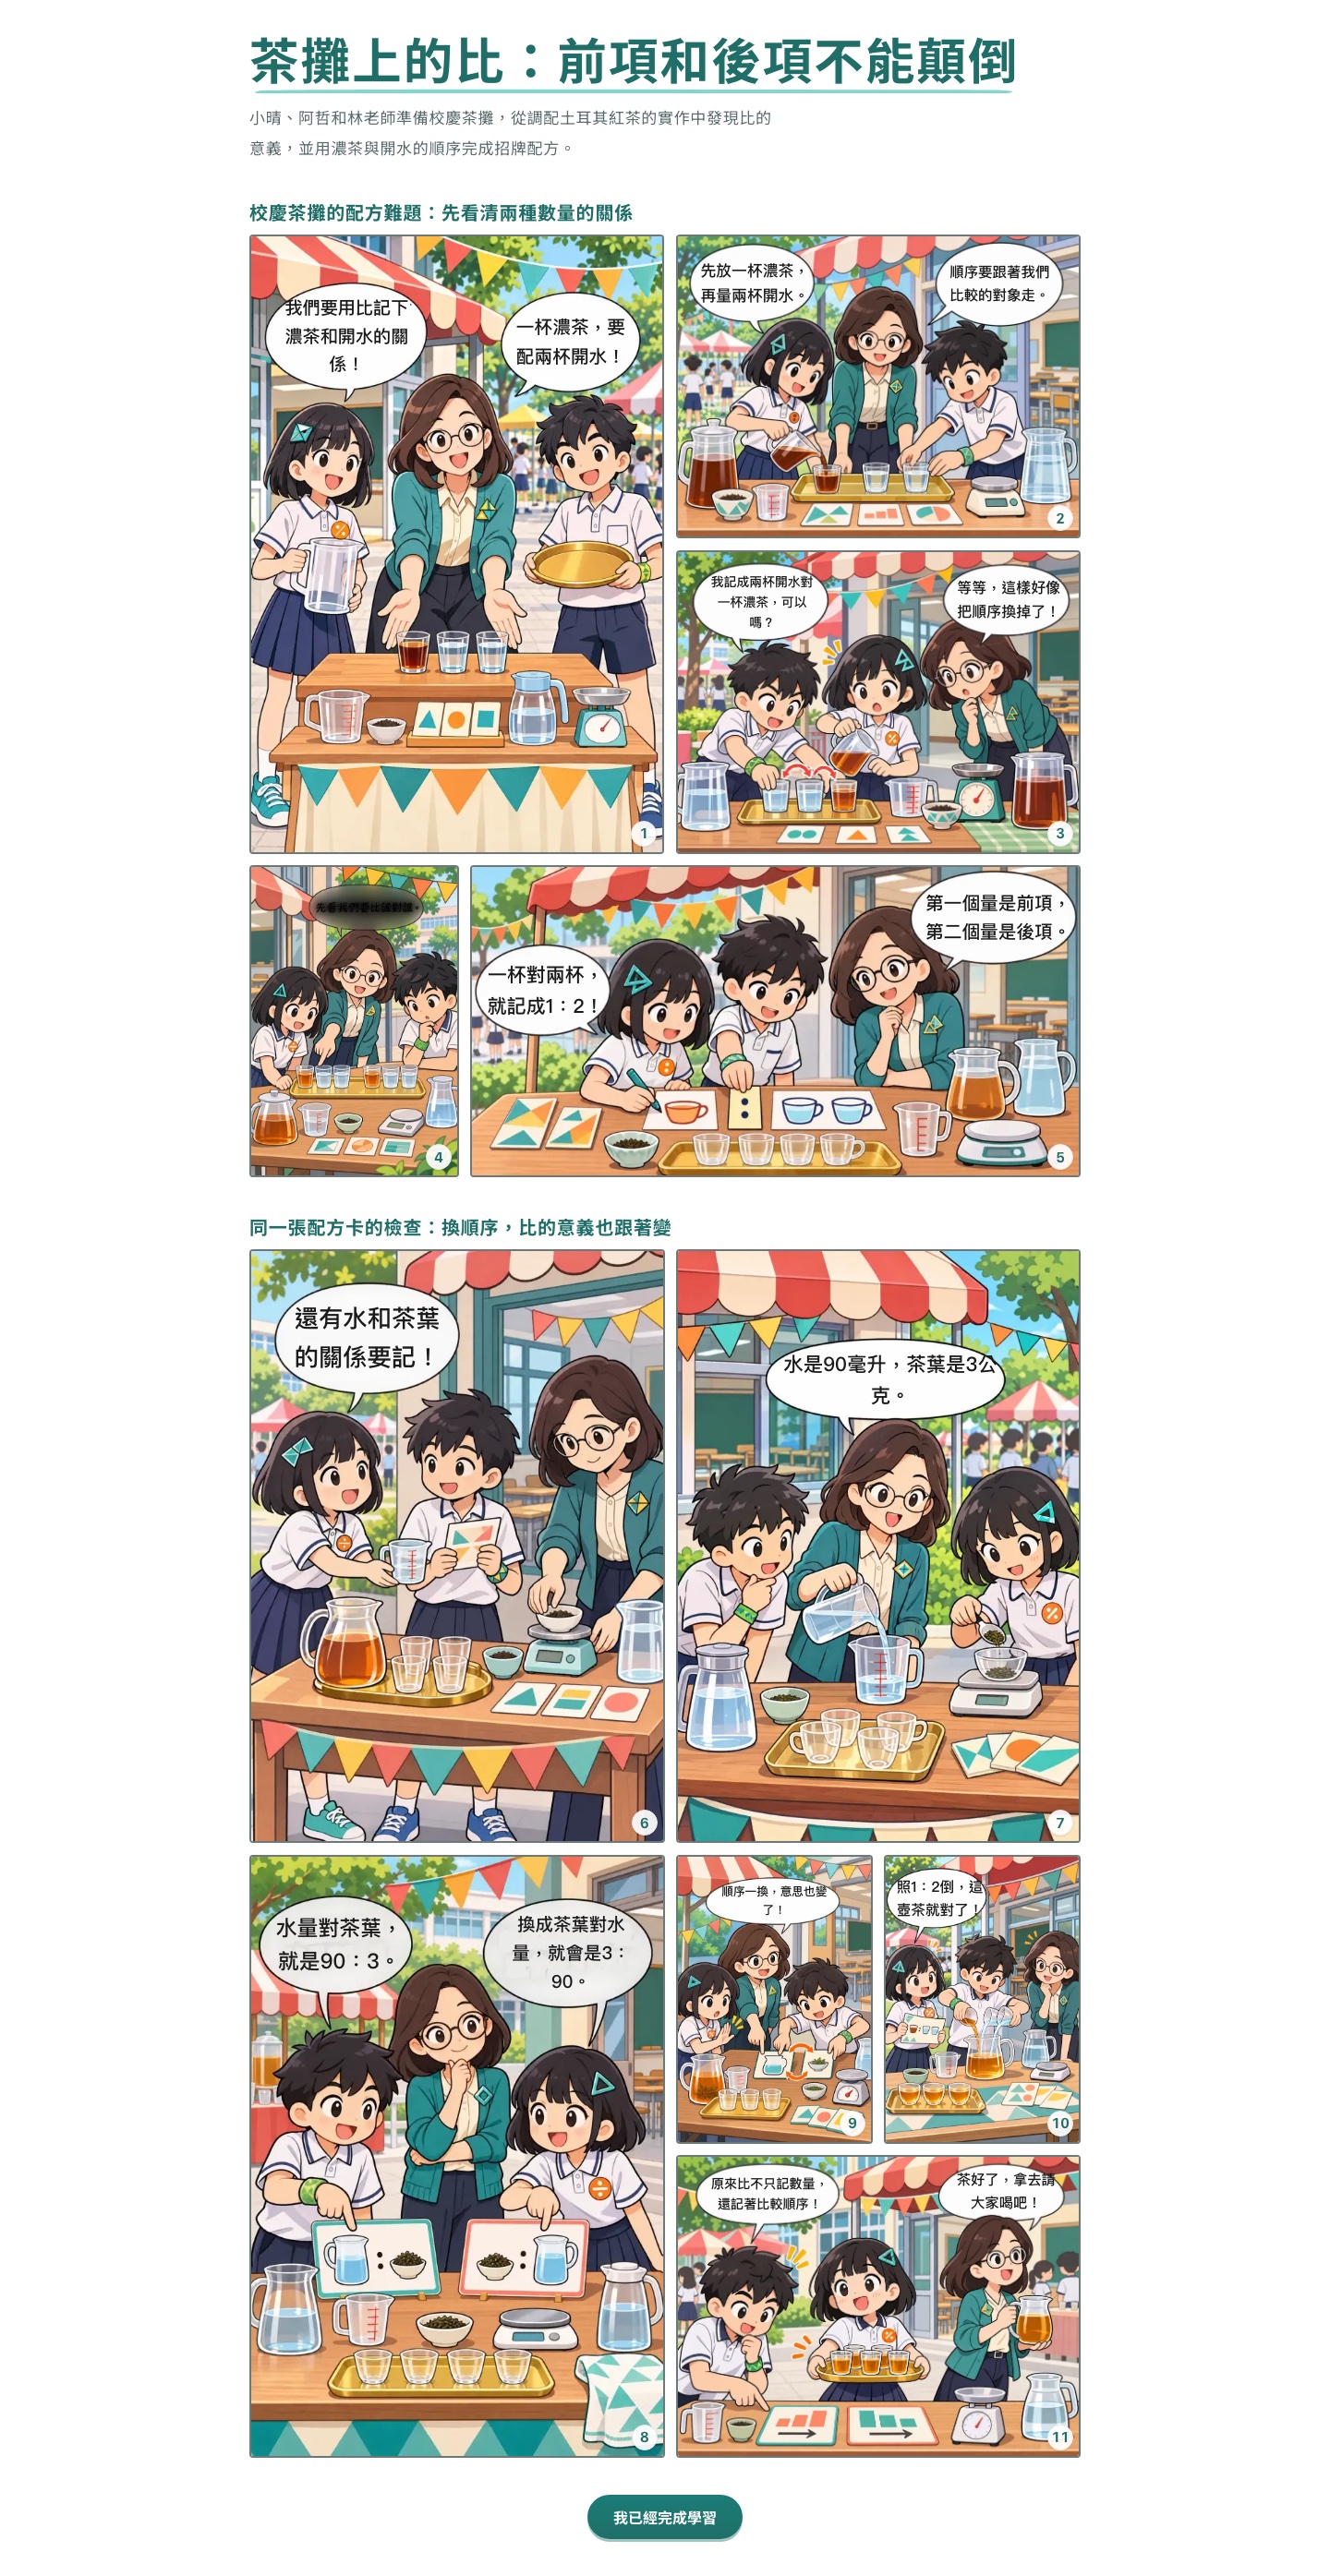 茶攤上的比：前項和後項不能顛倒
小晴、阿哲和林老師準備校慶茶攤，從調配土耳其紅茶的實作中發現比的
意義，並用濃茶與開水的順序完成招牌配方。
校慶茶攤的配方難題：先看清兩種數量的關係
我們要用比記下
濃茶和開水的關
係！
一杯濃茶，要
配兩杯開水！
1
先放一杯濃茶，
再量兩杯開水。
順序要跟著我們
比較的對象走。
2
我記成兩杯開水對
一杯濃茶，可以
嗎？
等等，這樣好像
把順序換掉了！
3
4
一杯對兩杯，
就記成1：2！
第一個量是前項，
第二個量是後項。
5
同一張配方卡的檢查：換順序，比的意義也跟著變
還有水和茶葉
的關係要記！
6
水是90毫升，茶葉是3公
克。
7
水量對茶葉，
就是90：3。
換成茶葉對水
量，就會是3：
90。
8
順序一換，意思也變
了！
9
照1：2倒，這
壺茶就對了！
10
原來比不只記數量，
還記著比較順序！
茶好了，拿去請
大家喝吧！
11
我已經完成學習